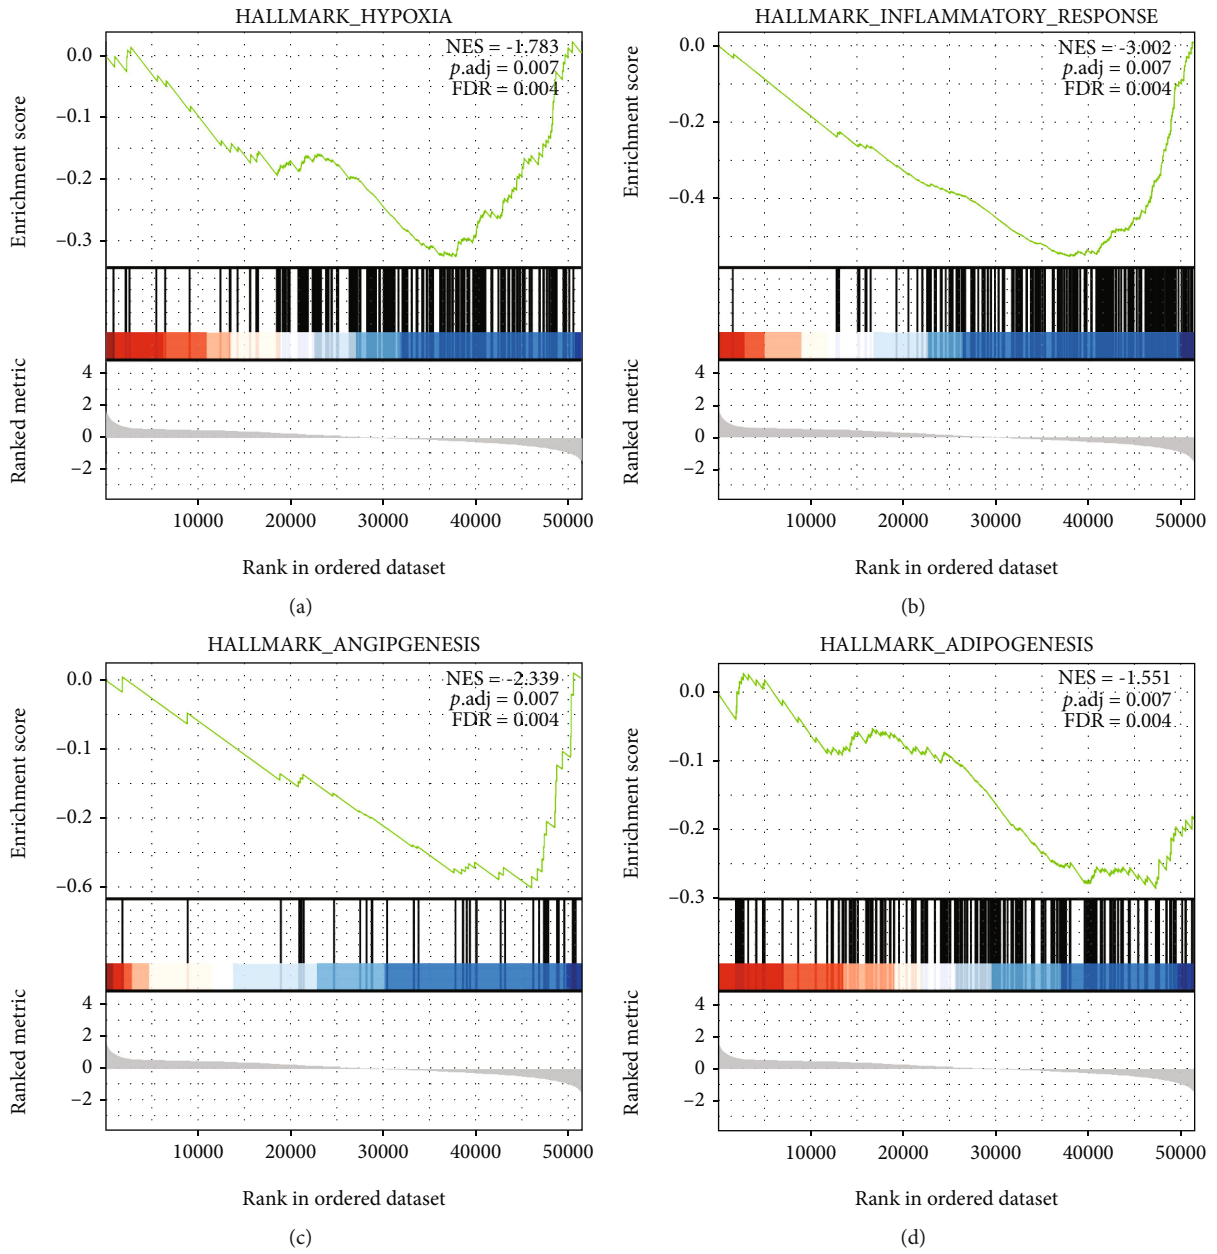 HALLMARK_HYPOXIA
NES = -1.783
p.adj = 0.007
FDR = 0.004
Enrichment score
0.0
−0.1
−0.2
−0.3
Ranked metric
4
2
0
−2
10000 20000 30000 40000 50000
Rank in ordered dataset
(a)
HALLMARK_INFLAMMATORY_RESPONSE
NES = -3.002
p.adj = 0.007
FDR = 0.004
Enrichment score
0.0
−0.2
−0.4
Ranked metric
4
2
0
−2
10000 20000 30000 40000 50000
Rank in ordered dataset
(b)
HALLMARK_ANGIPGENESIS
NES = -2.339
p.adj = 0.007
FDR = 0.004
Enrichment score
0.0
−0.1
−0.2
−0.6
Ranked metric
4
2
0
−2
10000 20000 30000 40000 50000
Rank in ordered dataset
(c)
HALLMARK_ADIPOGENESIS
NES = -1.551
p.adj = 0.007
FDR = 0.004
Enrichment score
0.0
−0.1
−0.2
−0.3
Ranked metric
4
2
0
−2
10000 20000 30000 40000 50000
Rank in ordered dataset
(d)